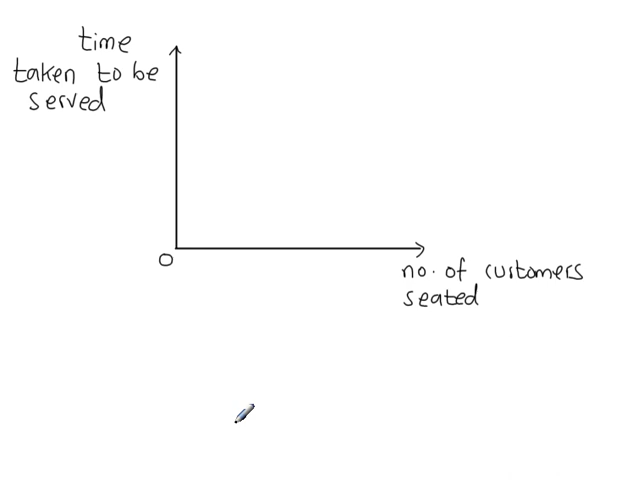 time
taken to be
served
0
no. of customers
seated